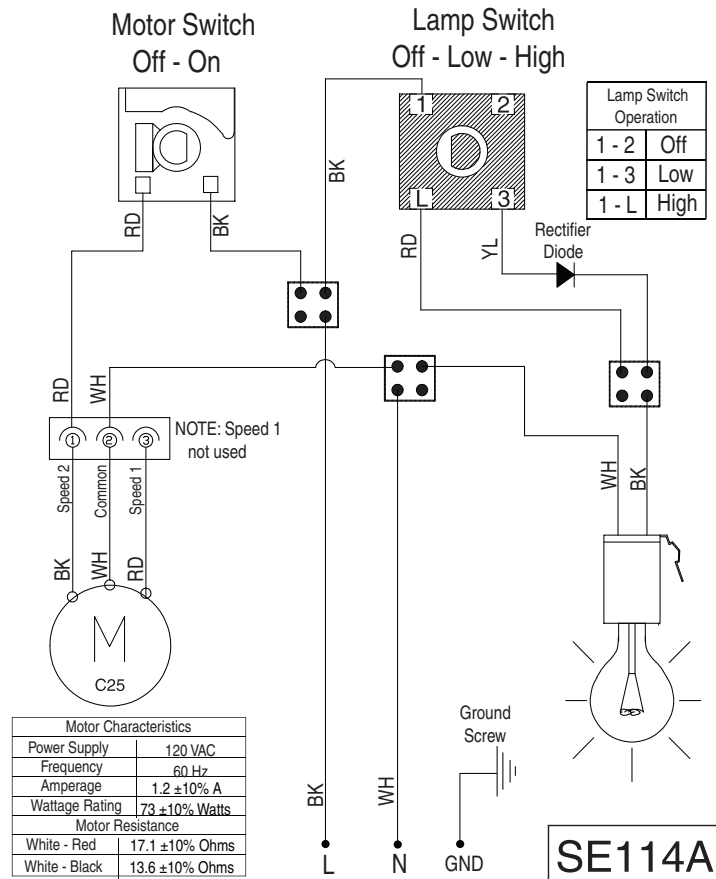 Motor Switch
Off - On
Lamp Switch
Off - Low - High
1
2
L
3
Lamp Switch
Operation
1 - 2 Off
1 - 3 Low
1 - L High
BK
RD
BK
RD
YL
Rectifier
Diode
RD
WH
NOTE: Speed 1
not used
1
2
3
Speed 2
Common
Speed 1
WH
BK
BK
WH
RD
M
C25
Motor Characteristics
Power Supply 120 VAC
Frequency 60 Hz
Amperage 1.2 ±10% A
Wattage Rating 73 ±10% Watts
Motor Resistance
White - Red 17.1 ±10% Ohms
White - Black 13.6 ±10% Ohms
Ground
Screw
BK
WH
L
N
GND
SE114A